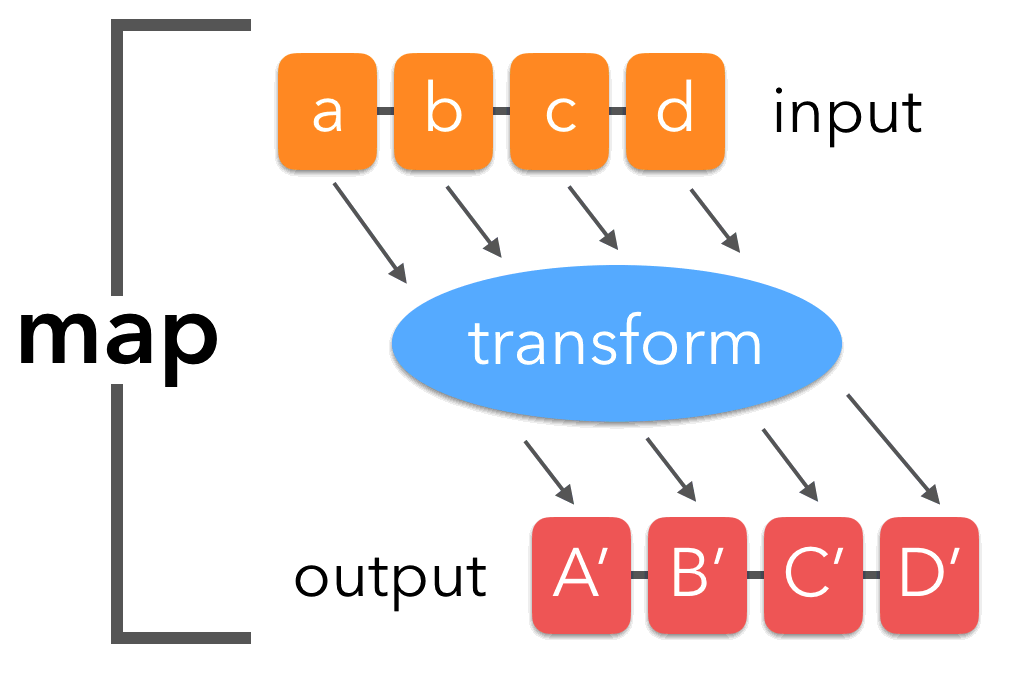 a b c d input
map
transform
output A′ B′ C′ D′